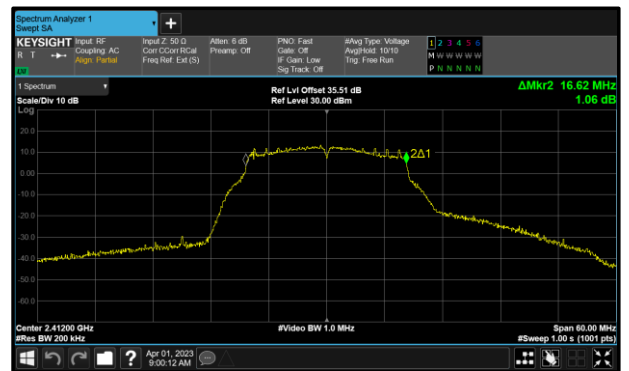 Spectrum Analyzer 1
Swept SA
KEYSIGHT
R T
Input: RF
Coupling: AC
Align: Partial
Input Z: 50 Ω
Corr CCorr RCal
Freq Ref: Ext (S)
Atten: 6 dB
Preamp: Off
PNO: Fast
Gate: Off
IF Gain: Low
Sig Track: Off
#Avg Type: Voltage
Avg|Hold: 10/10
Trig: Free Run
1 2 3 4 5 6
M W W W W W
P N N N N N
1 Spectrum
Ref Lvl Offset 35.51 dB
ΔMkr2 16.62 MHz
Scale/Div 10 dB
Ref Level 30.00 dBm
1.06 dB
Log
20.0
10.0
0.00
-10.0
-20.0
-30.0
-40.0
-50.0
-60.0
2Δ1
Center 2.41200 GHz
#Video BW 1.0 MHz
Span 60.00 MHz
#Res BW 200 kHz
#Sweep 1.00 s (1001 pts)
?
Apr 01, 2023
9:00:12 AM